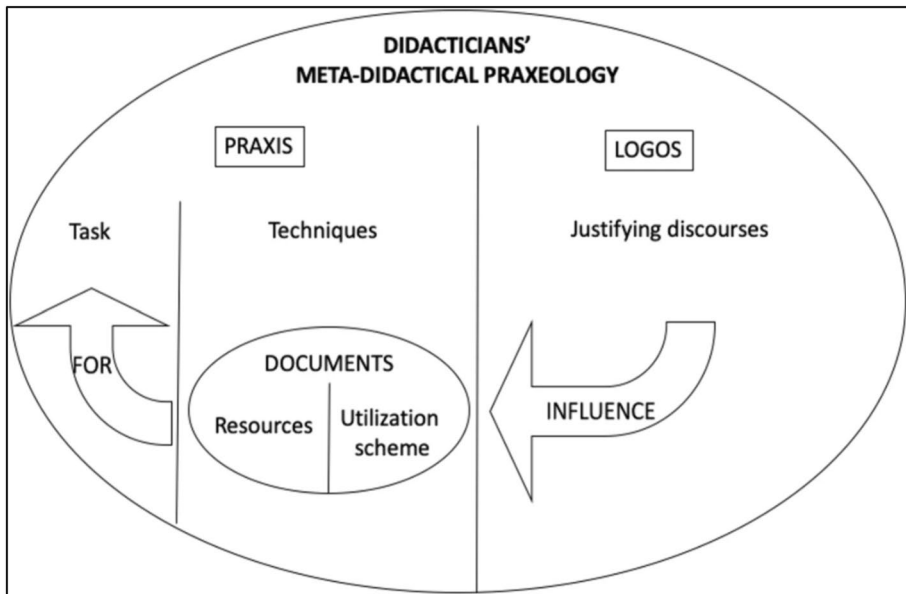 DIDACTICIANS’
META-DIDACTICAL PRAXEOLOGY
PRAXIS
LOGOS
Task
Techniques
Justifying discourses
FOR
DOCUMENTS
Resources
Utilization
scheme
INFLUENCE